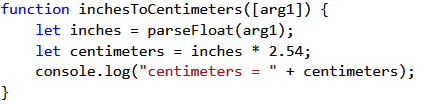 function inchesToCentimeters([arg1]) {
    let inches = parseFloat(arg1);
    let centimeters = inches * 2.54;
    console.log("centimeters = " + centimeters);
}